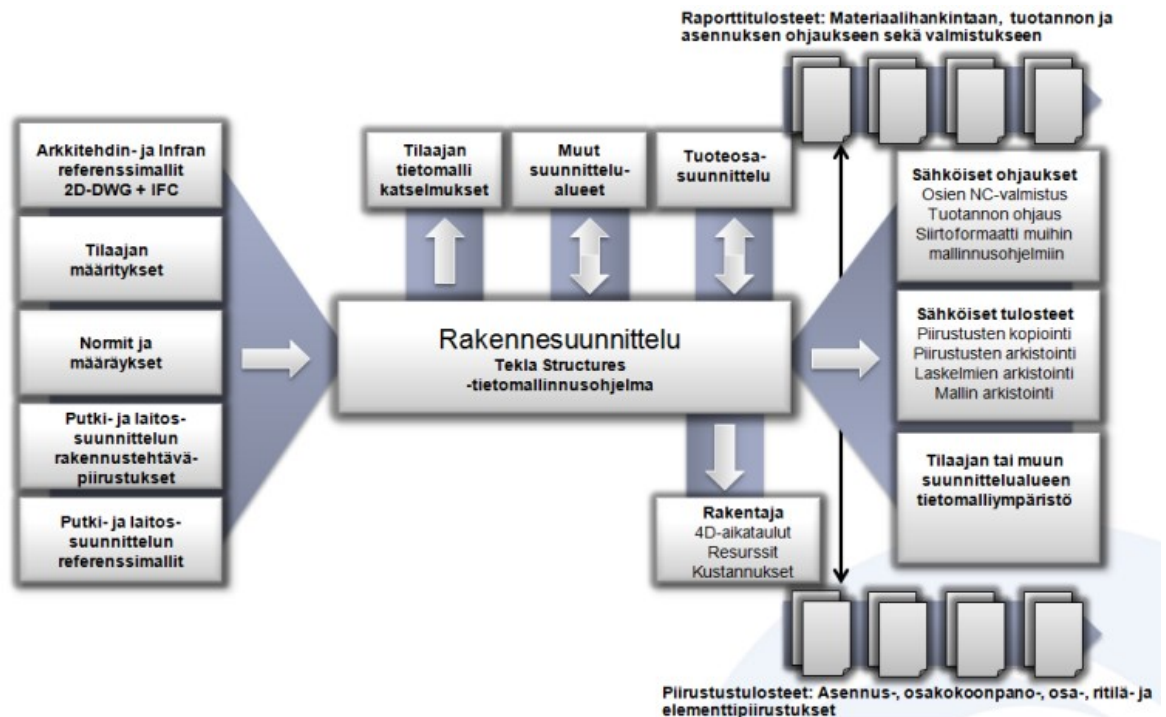 Raporttitulosteet: Materiaalihankintaan, tuotannon ja
asennuksen ohjaukseen sekä valmistukseen
Arkkitehdin- ja Infran
referenssimallit
2D-DWG + IFC
Tilaajan
määritykset
Normit ja
määräykset
Putki- ja laitos-
suunnittelun
rakennustehtävä-
piirustukset
Putki- ja laitos-
suunnittelun
referenssimallit
Tilaajan
tietomalli
katselmukset
Muut
suunnittelu-
alueet
Tuoteosa-
suunnittelu
Rakennesuunnittelu
Tekla Structures
-tietomallinnusohjelma
Rakentaja
4D-aikataulut
Resurssit
Kustannukset
Sähköiset ohjaukset
Osien NC-valmistus
Tuotannon ohjaus
Siirtoformaatti muihin
mallinnusohjelmiin
Sähköiset tulosteet
Piirustusten kopiointi
Piirustusten arkistointi
Laskelmien arkistointi
Mallin arkistointi
Tilaajan tai muun
suunnittelualueen
tietomalliympäristö
Piirustustulosteet: Asennus-, osakokoonpano-, osa-, ritilä- ja
elementtipiirustukset